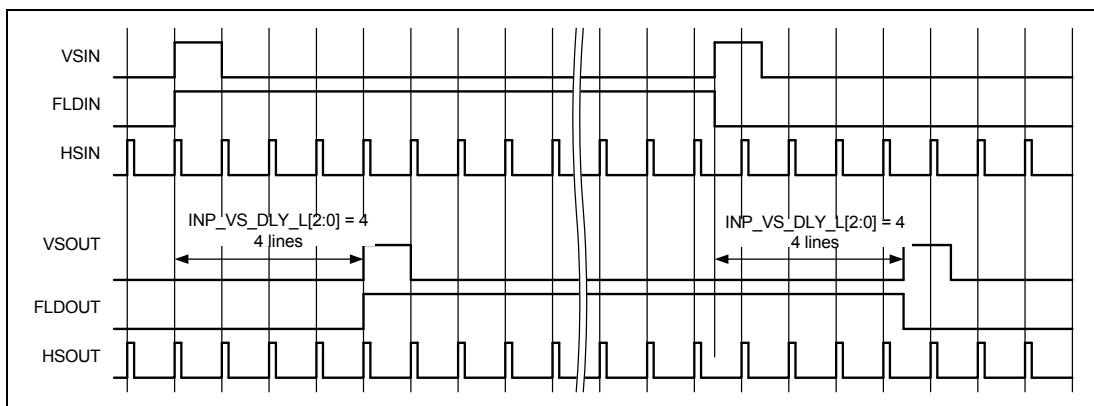 VSIN
FLDIN
HSIN
INP_VS_DLY_L[2:0] = 4
4 lines
INP_VS_DLY_L[2:0] = 4
4 lines
VSOUT
FLDOUT
HSOUT